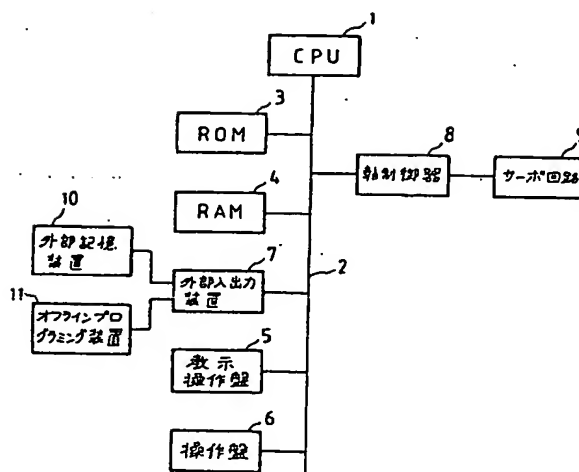 1
CPU
3
ROM
8
軸制御器
9
サーボ回路
4
RAM
10
外部記憶
装置
7
外部入出力
装置
2
11
オフラインプロ
グラミング装置
5
教示
操作盤
6
操作盤